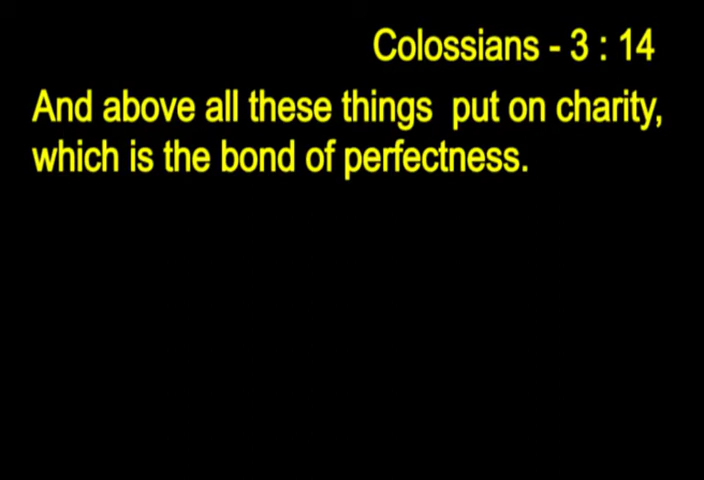 Colossians - 3 : 14
And above all these things  put on charity,
which is the bond of perfectness.